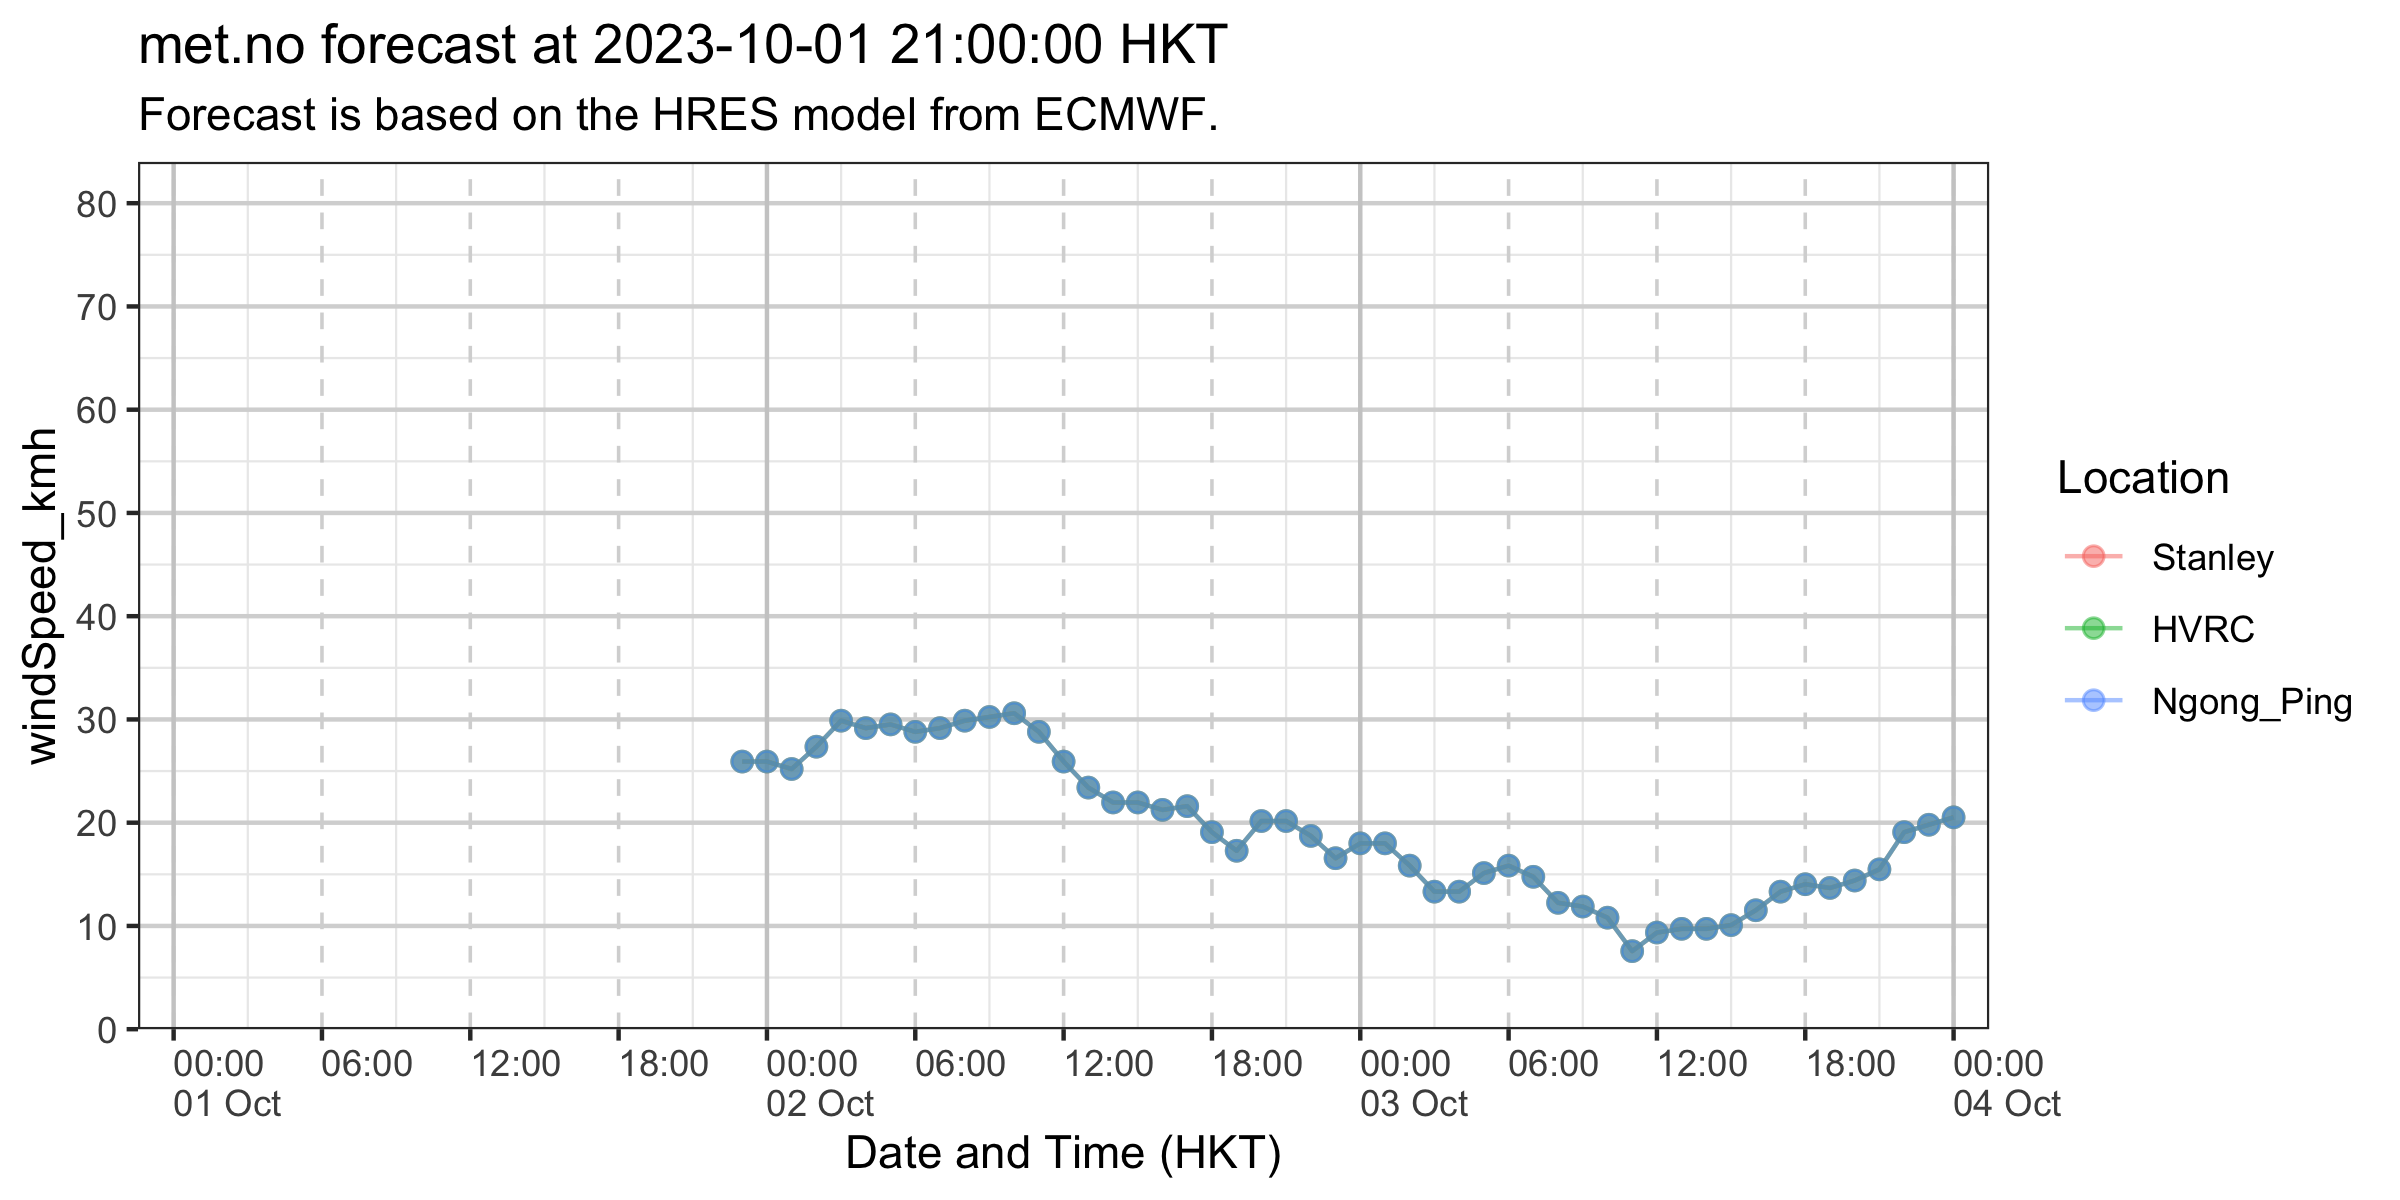 met.no forecast at 2023-10-01 21:00:00 HKT
Forecast is based on the HRES model from ECMWF.
windSpeed_kmh
80
70
60
50
40
30
20
10
0
00:00 06:00 12:00 18:00 00:00 06:00 12:00 18:00 00:00 06:00 12:00 18:00 00:00
01 Oct 02 Oct 03 Oct 04 Oct
Date and Time (HKT)
Location
Stanley
HVRC
Ngong_Ping